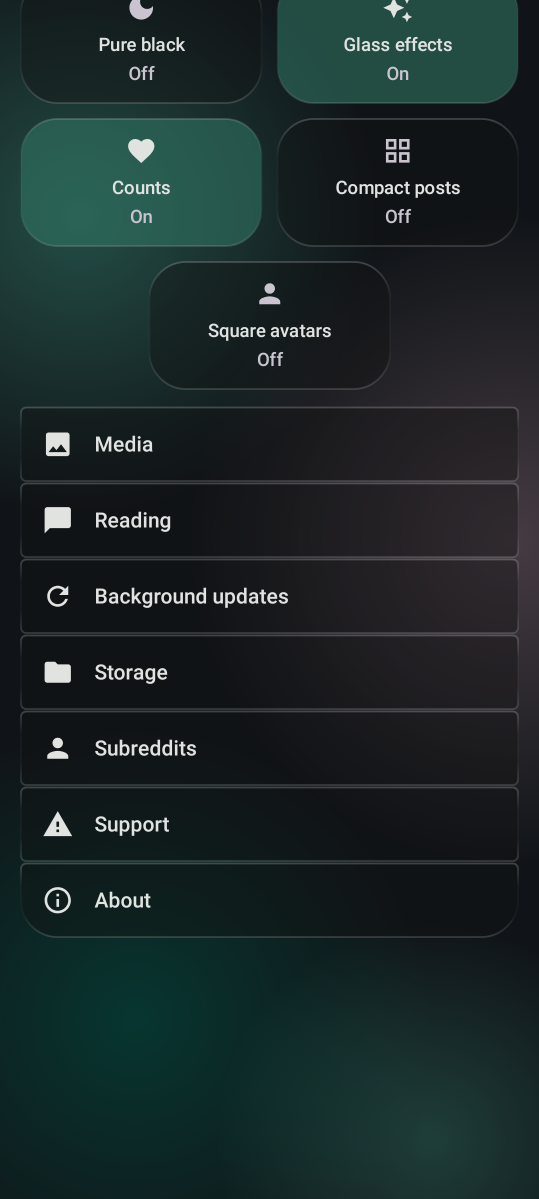 Pure black
Off
Glass effects
On
Counts
On
Compact posts
Off
Square avatars
Off
Media
Reading
Background updates
Storage
Subreddits
Support
About